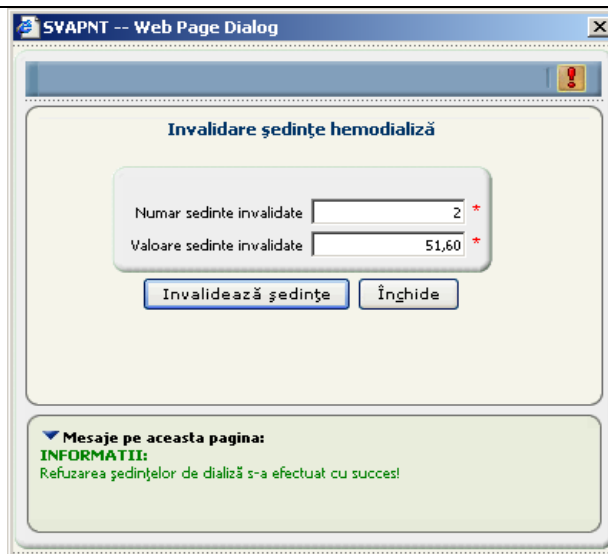 SVAPNT -- Web Page Dialog
Invalidare şedinţe hemodializă
Numar sedinte invalidate 2 *
Valoare sedinte invalidate 51,60 *
Invalidează şedinţe Închide
Mesaje pe aceasta pagina:
INFORMATII:
Refuzarea şedinţelor de dializă s-a efectuat cu succes!